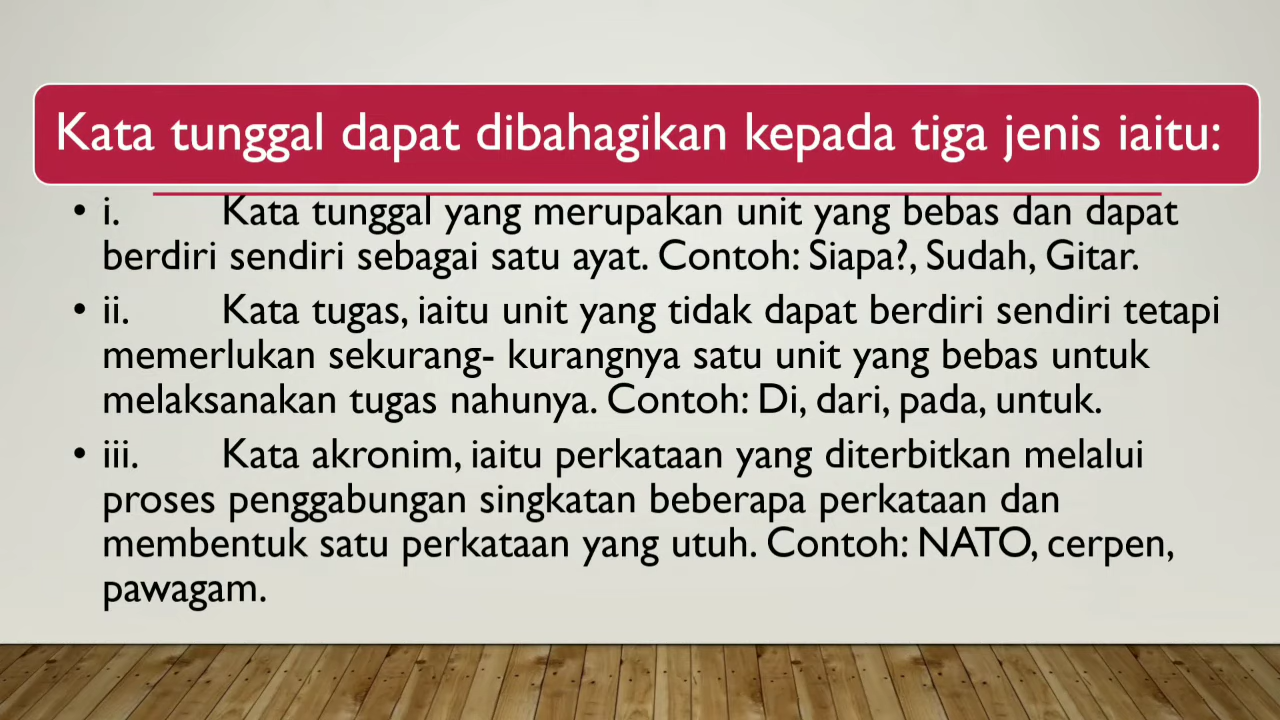 Kata tunggal dapat dibahagikan kepada tiga jenis iaitu:
• i. Kata tunggal yang merupakan unit yang bebas dan dapat
berdiri sendiri sebagai satu ayat. Contoh: Siapa?, Sudah, Gitar.
• ii. Kata tugas, iaitu unit yang tidak dapat berdiri sendiri tetapi
memerlukan sekurang- kurangnya satu unit yang bebas untuk
melaksanakan tugas nahunya. Contoh: Di, dari, pada, untuk.
• iii. Kata akronim, iaitu perkataan yang diterbitkan melalui
proses penggabungan singkatan beberapa perkataan dan
membentuk satu perkataan yang utuh. Contoh: NATO, cerpen,
pawagam.